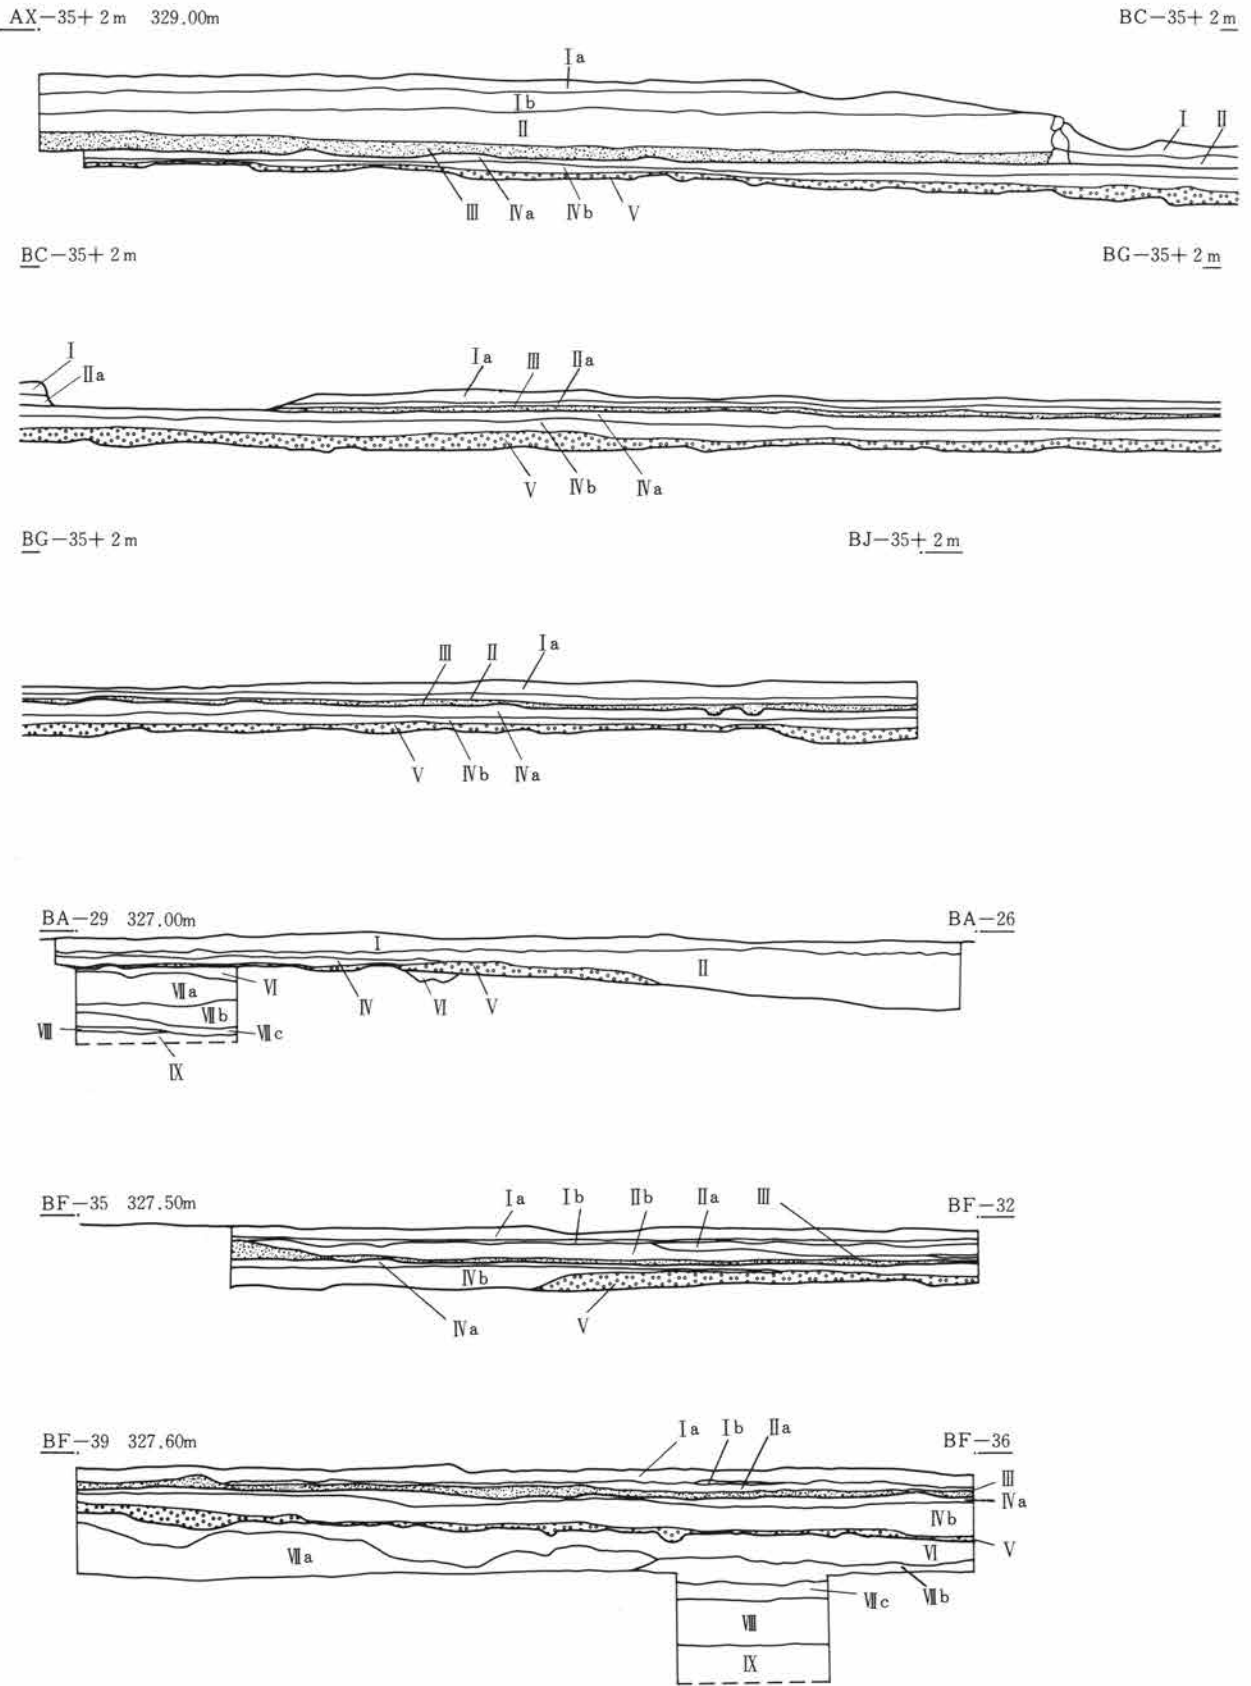 AX-35+2m 329.00m BC-35+2m
Ⅰa
Ⅰb
Ⅱ
Ⅰ Ⅱ
Ⅲ Ⅳa Ⅳb Ⅴ
BC-35+2m BG-35+2m
Ⅰ
Ⅱa
Ⅰa Ⅲ Ⅱa
Ⅴ Ⅳb Ⅳa
BG-35+2m BJ-35+2m
Ⅲ Ⅱ Ⅰa
Ⅴ Ⅳb Ⅳa
BA-29 327.00m BA-26
Ⅰ
Ⅱ
Ⅶa Ⅵ Ⅳ Ⅵ Ⅴ
Ⅶb
Ⅷ Ⅶc
Ⅸ
BF-35 327.50m BF-32
Ⅰa Ⅰb Ⅱb Ⅱa Ⅲ
Ⅳb
Ⅳa Ⅴ
BF-39 327.60m BF-36
Ⅰa Ⅰb Ⅱa
Ⅲ
Ⅳa
Ⅳb
Ⅴ
Ⅶa Ⅵ
Ⅶc Ⅶb
Ⅷ
Ⅸ